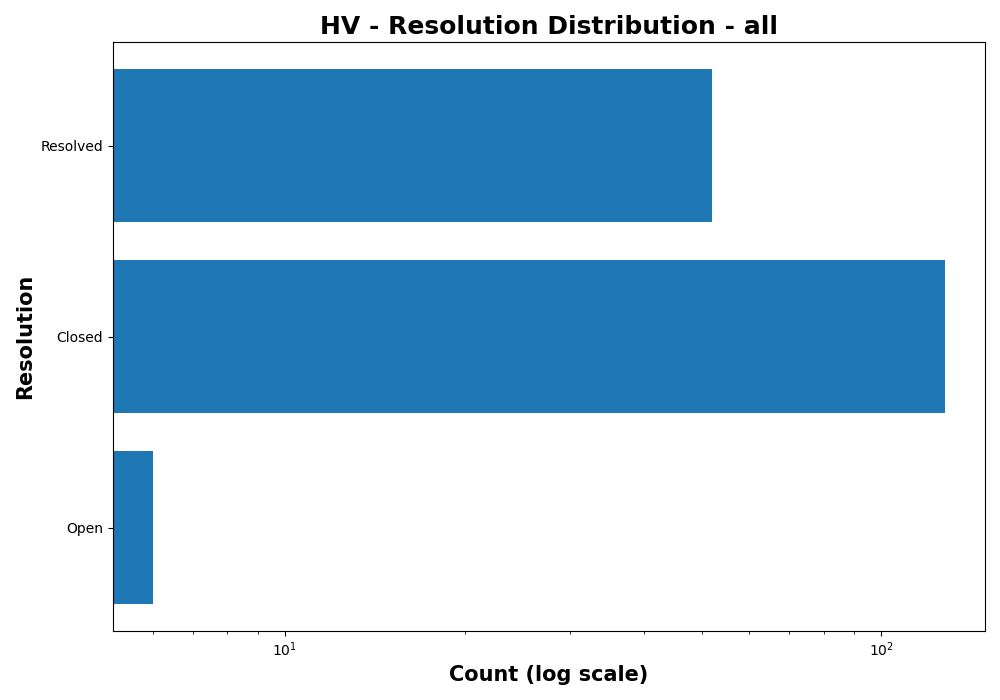 HV - Resolution Distribution - all
Resolved
Closed
Open
Resolution
10¹
10²
Count (log scale)